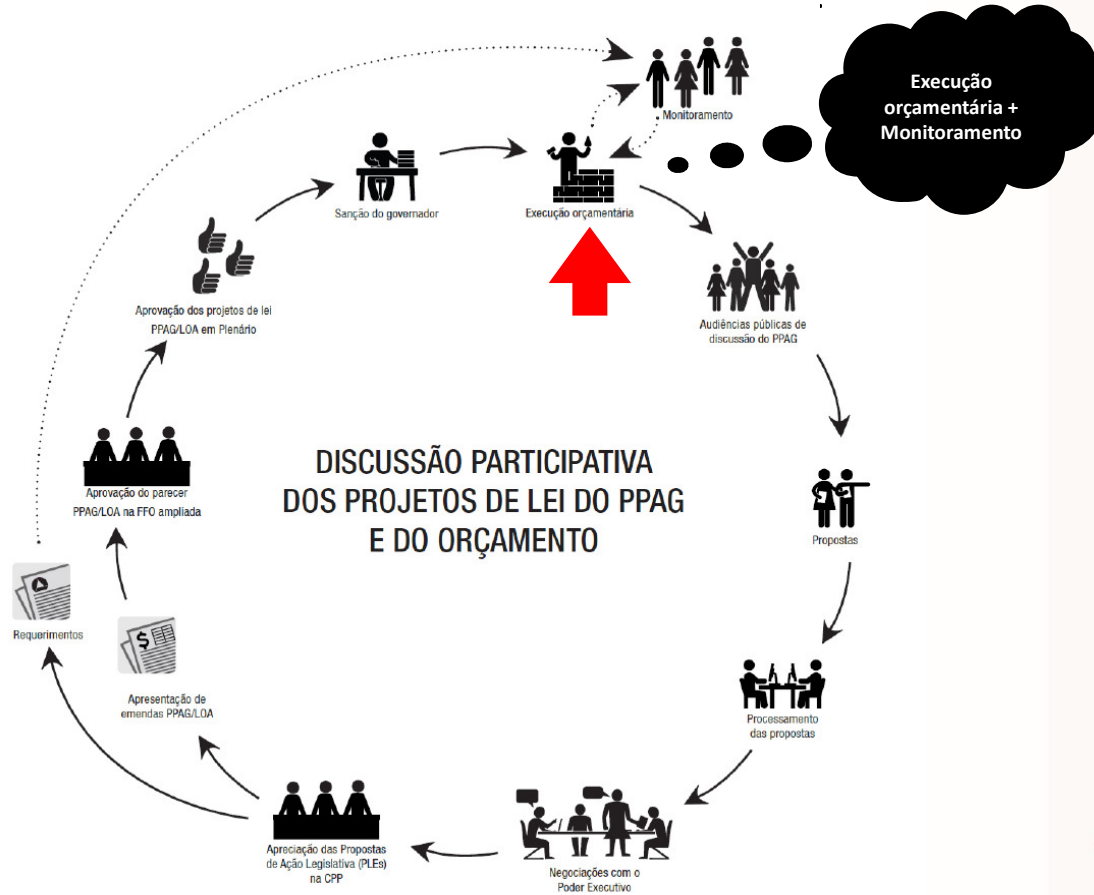 Execução
orçamentária +
Monitoramento
Monitoramento
Sanção do governador
Execução orçamentária
Aprovação dos projetos de lei
PPAG/LOA em Plenário
Audiências públicas de
discussão do PPAG
DISCUSSÃO PARTICIPATIVA
DOS PROJETOS DE LEI DO PPAG
E DO ORÇAMENTO
Aprovação do parecer
PPAG/LOA na FFO ampliada
Propostas
Requerimentos
$
Apresentação de
emendas PPAG/LOA
Processamento
das propostas
Apreciação das Propostas
de Ação Legislativa (PLEs)
na CPP
Negociações com o
Poder Executivo